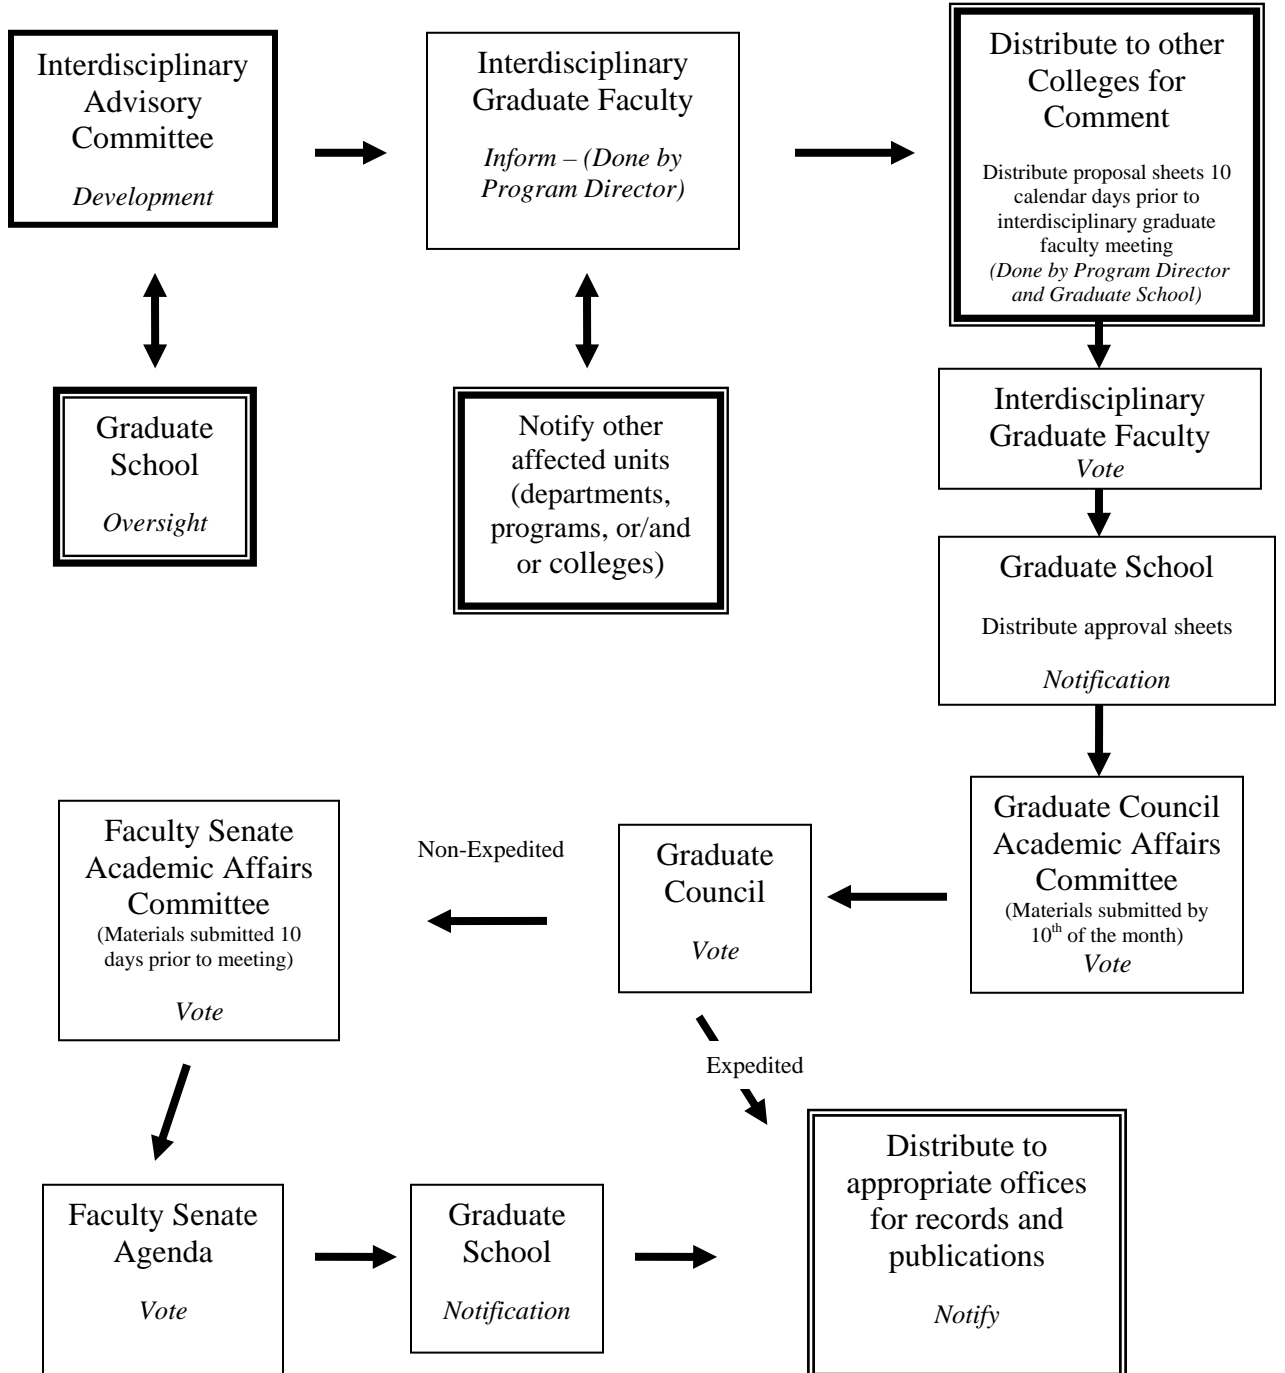 Interdisciplinary
Advisory
Committee
Development
Interdisciplinary
Graduate Faculty
Inform – (Done by
Program Director)
Distribute to other
Colleges for
Comment
Distribute proposal sheets 10
calendar days prior to
interdisciplinary graduate
faculty meeting
(Done by Program Director
and Graduate School)
Graduate
School
Oversight
Notify other
affected units
(departments,
programs, or/and
or colleges)
Interdisciplinary
Graduate Faculty
Vote
Graduate School
Distribute approval sheets
Notification
Graduate Council
Academic Affairs
Committee
(Materials submitted by
10th of the month)
Vote
Graduate
Council
Vote
Non-Expedited
Faculty Senate
Academic Affairs
Committee
(Materials submitted 10
days prior to meeting)
Vote
Expedited
Faculty Senate
Agenda
Vote
Graduate
School
Notification
Distribute to
appropriate offices
for records and
publications
Notify